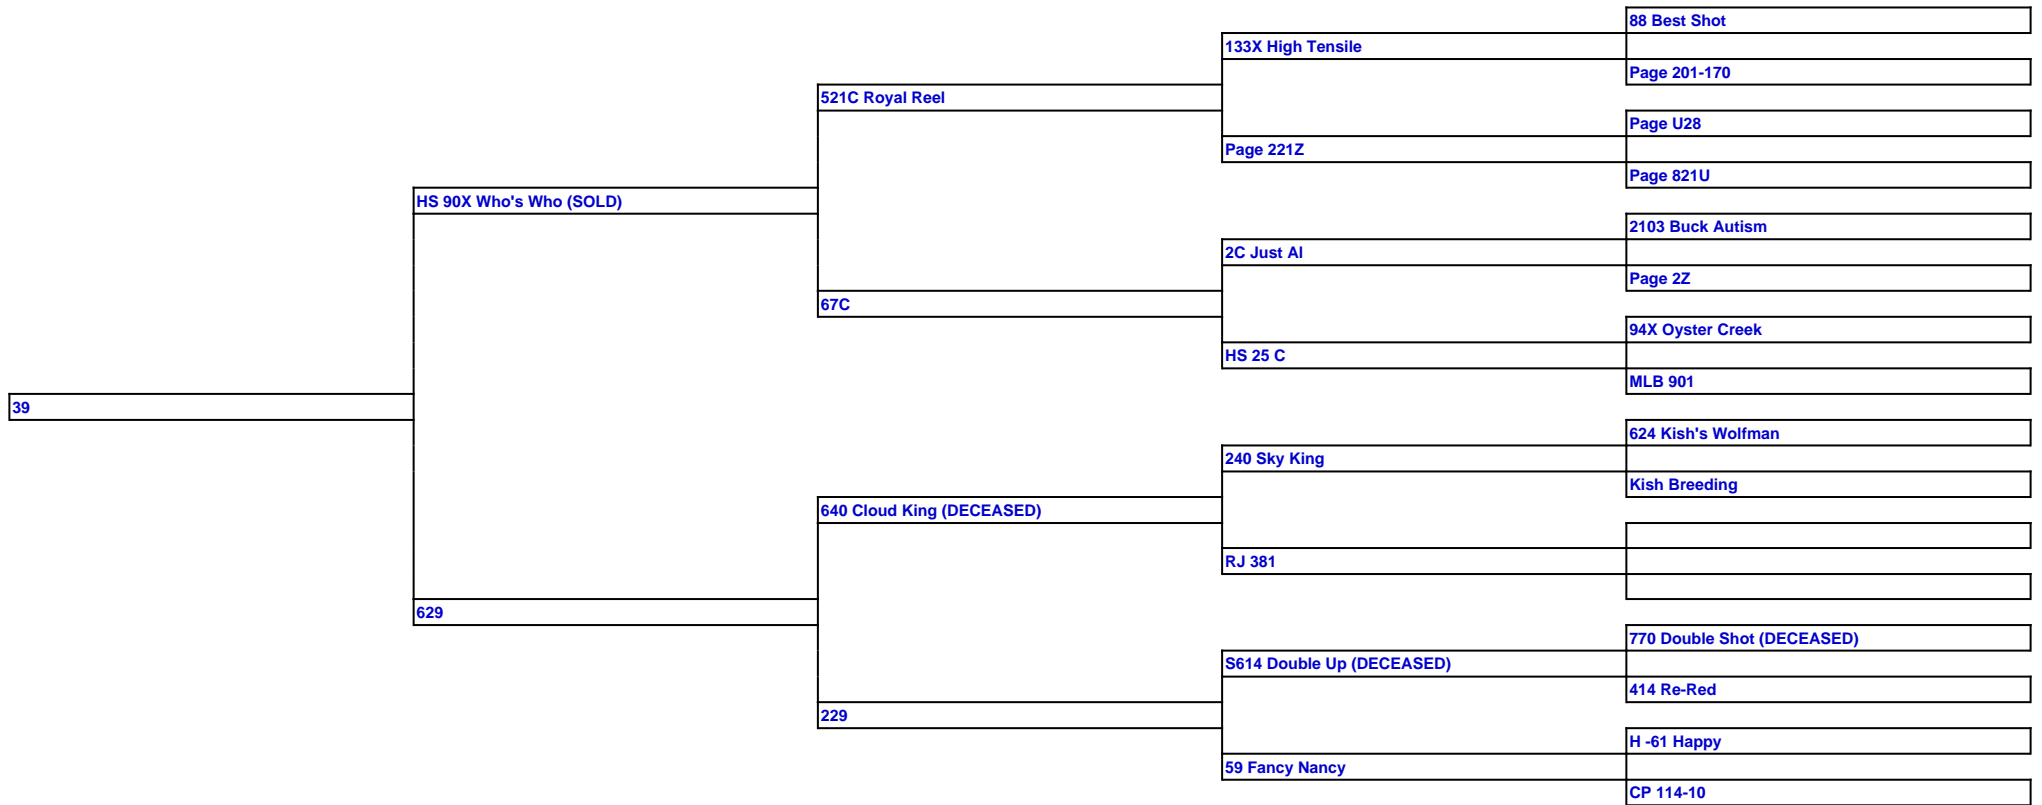 88 Best Shot
133X High Tensile
Page 201-170
521C Royal Reel
Page U28
Page 221Z
Page 821U
HS 90X Who's Who (SOLD)
2103 Buck Autism
2C Just Al
Page 2Z
67C
94X Oyster Creek
HS 25 C
MLB 901
39
624 Kish's Wolfman
240 Sky King
Kish Breeding
640 Cloud King (DECEASED)
RJ 381
629
770 Double Shot (DECEASED)
S614 Double Up (DECEASED)
414 Re-Red
229
H -61 Happy
59 Fancy Nancy
CP 114-10